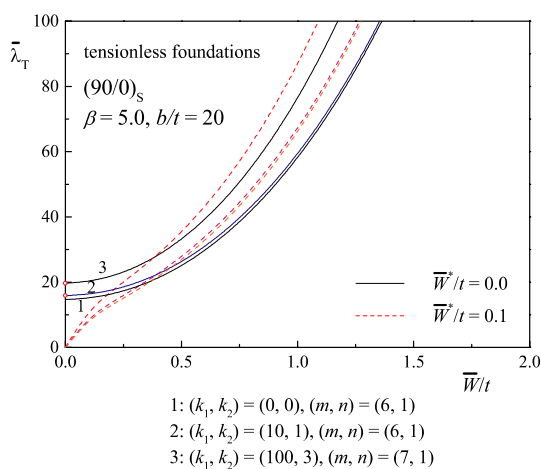 100
λ̄_T
tensionless foundations
(90/0)_S
β = 5.0, b/t = 20
80
60
40
20
0
3
2
1
W̄*/t = 0.0
W̄*/t = 0.1
0.0 0.5 1.0 1.5 2.0
W̄/t
1: (k₁, k₂) = (0, 0), (m, n) = (6, 1)
2: (k₁, k₂) = (10, 1), (m, n) = (6, 1)
3: (k₁, k₂) = (100, 3), (m, n) = (7, 1)